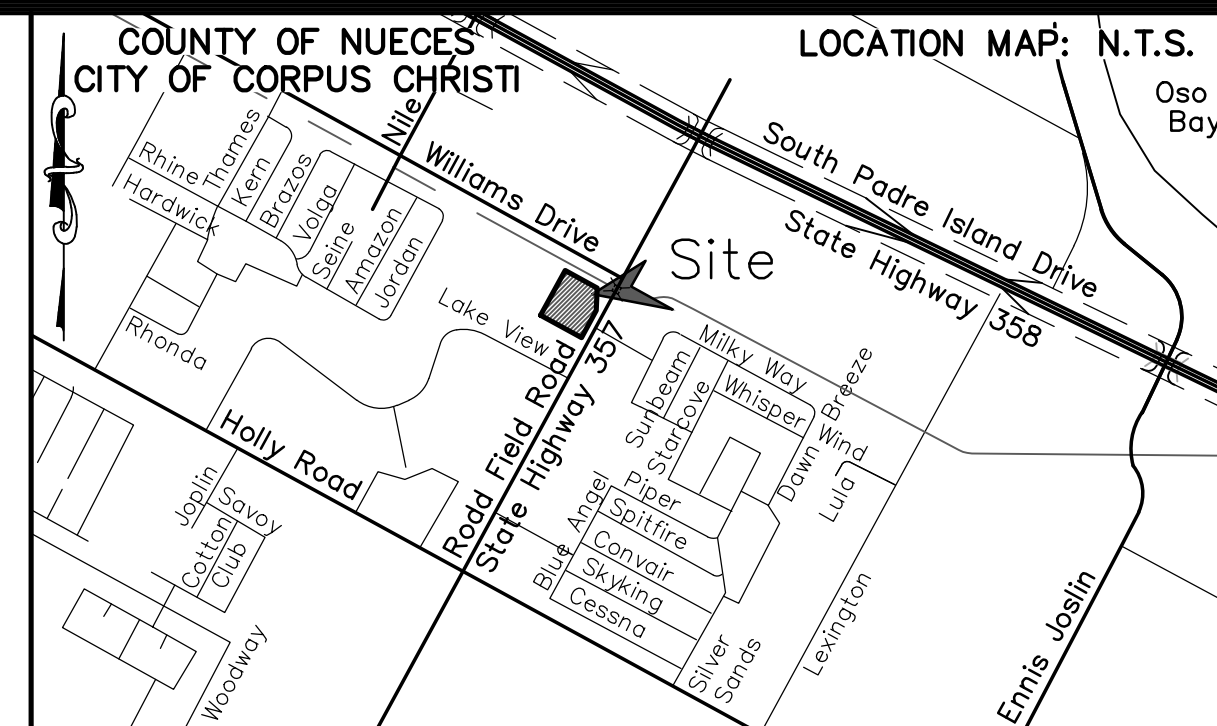 COUNTY OF NUECES
CITY OF CORPUS CHRISTI
LOCATION MAP: N.T.S.
Oso
Bay
Nile
Thames
Rhine
Kern
Hardwick
Brazos
Volga
Seine
Amazon
Jordan
Williams Drive
South Padre Island Drive
State Highway 358
Site
Lake View
Rhonda
Holly Road
Rodd Field Road
State Highway 357
Milky Way
Sunbeam
Starcove
Whisper Wind
Dawn Breeze
Lula
Piper
Spitfire
Convair
Skyking
Cessna
Blue Angel
Joplin
Savoy
Cotton
Club
Woodway
Silver
Sands
Lexington
Ennis Joslin